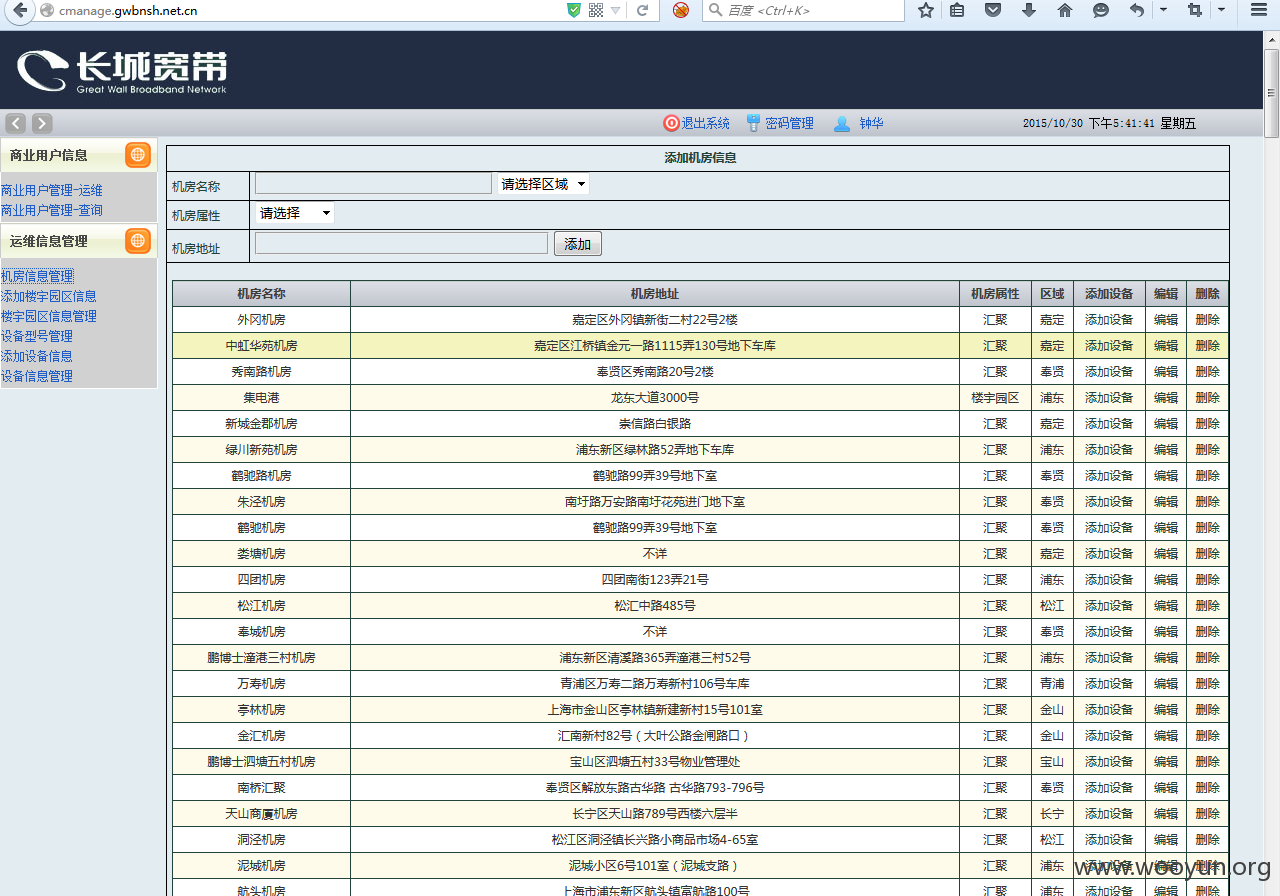 cmanage.gwbnsh.net.cn
百度 <Ctrl+K>
长城宽带
Great Wall Broadband Network
退出系统 密码管理 钟华 2015/10/30 下午5:41:41 星期五
商业用户信息
商业用户管理-运维
商业用户管理-查询
运维信息管理
机房信息管理
添加楼宇园区信息
楼宇园区信息管理
设备型号管理
添加设备信息
设备信息管理
添加机房信息
机房名称 请选择区域
机房属性 请选择
机房地址 添加
机房名称 机房地址 机房属性 区域 添加设备 编辑 删除
外冈机房 嘉定区外冈镇新街二村22号2楼 汇聚 嘉定 添加设备 编辑 删除
中虹华苑机房 嘉定区江桥镇金元一路1115弄130号地下车库 汇聚 嘉定 添加设备 编辑 删除
秀南路机房 奉贤区秀南路20号2楼 汇聚 奉贤 添加设备 编辑 删除
集电港 龙东大道3000号 楼宇园区 浦东 添加设备 编辑 删除
新城金郡机房 崇信路白银路 汇聚 嘉定 添加设备 编辑 删除
绿川新苑机房 浦东新区绿林路52弄地下车库 汇聚 浦东 添加设备 编辑 删除
鹤驰路机房 鹤驰路99弄39号地下室 汇聚 奉贤 添加设备 编辑 删除
朱泾机房 南圩路万安路南圩花苑进门地下室 汇聚 奉贤 添加设备 编辑 删除
鹤驰机房 鹤驰路99弄39号地下室 汇聚 奉贤 添加设备 编辑 删除
娄塘机房 不详 汇聚 嘉定 添加设备 编辑 删除
四团机房 四团南街123弄21号 汇聚 浦东 添加设备 编辑 删除
松江机房 松汇中路485号 汇聚 松江 添加设备 编辑 删除
奉城机房 不详 汇聚 奉贤 添加设备 编辑 删除
鹏博士潼港三村机房 浦东新区清溪路365弄潼港三村52号 汇聚 浦东 添加设备 编辑 删除
万寿机房 青浦区万寿二路万寿新村106号车库 汇聚 青浦 添加设备 编辑 删除
亭林机房 上海市金山区亭林镇新建新村15号101室 汇聚 金山 添加设备 编辑 删除
金汇机房 汇南新村82号（大叶公路金闸路口） 汇聚 金山 添加设备 编辑 删除
鹏博士泗塘五村机房 宝山区泗塘五村33号物业管理处 汇聚 宝山 添加设备 编辑 删除
南桥汇聚 奉贤区解放东路古华路 古华路793-796号 汇聚 奉贤 添加设备 编辑 删除
天山商厦机房 长宁区天山路789号西楼六层半 汇聚 长宁 添加设备 编辑 删除
洞泾机房 松江区洞泾镇长兴路小商品市场4-65室 汇聚 松江 添加设备 编辑 删除
泥城机房 泥城小区6号101室（泥城支路） 汇聚 浦东 添加设备 编辑 删除
航头机房 上海市浦东新区航头镇富航路100号 汇聚 浦东 添加设备 编辑 删除
www.wooyun.org